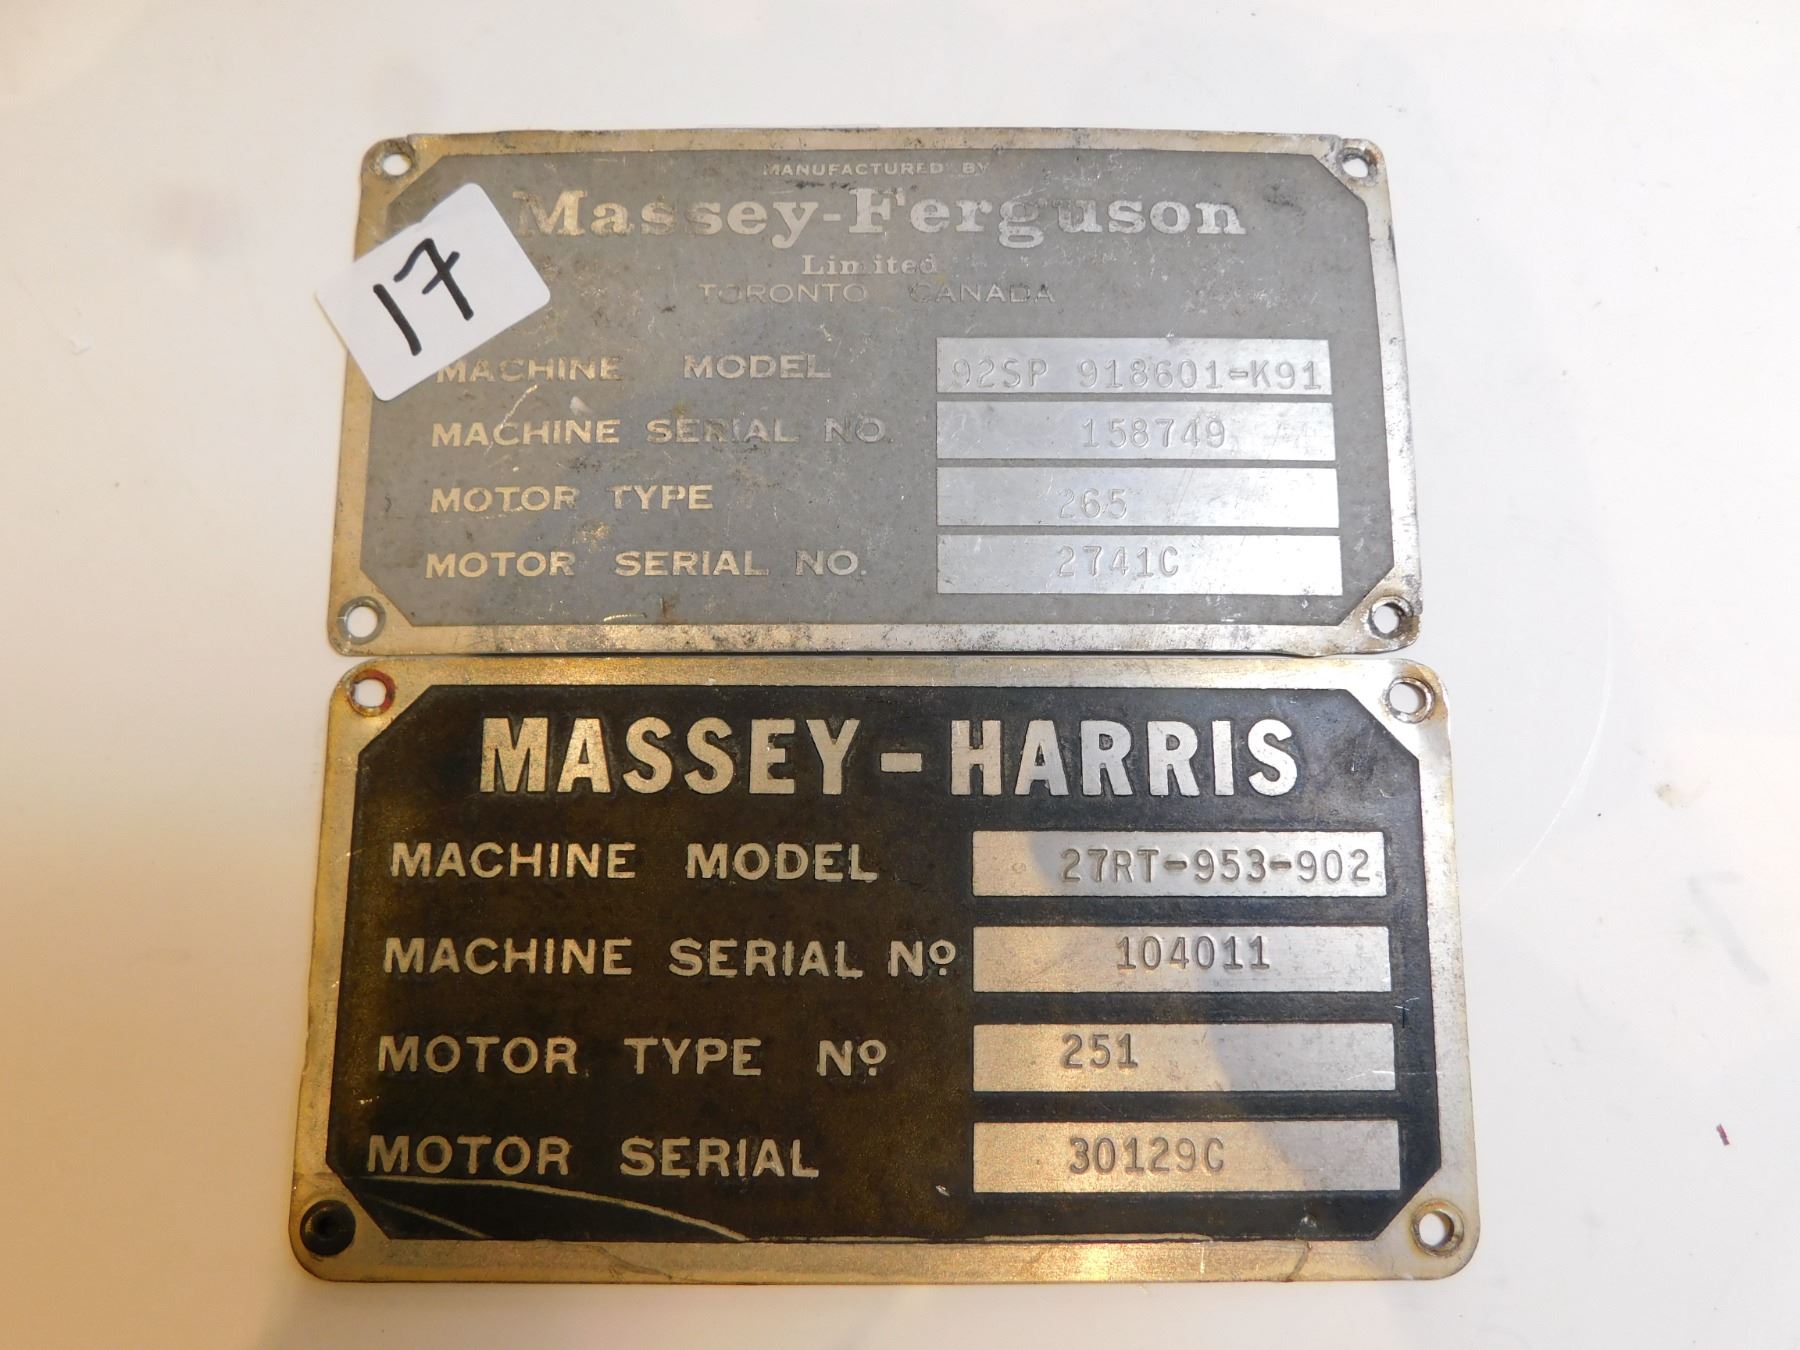 17
MANUFACTURED BY
Massey-Ferguson
Limited
TORONTO CANADA
MACHINE MODEL 92SP 918601-K91
MACHINE SERIAL NO. 158749
MOTOR TYPE 265
MOTOR SERIAL NO. 2741C
MASSEY-HARRIS
MACHINE MODEL 27RT-953-902
MACHINE SERIAL Nº 104011
MOTOR TYPE Nº 251
MOTOR SERIAL 30129C